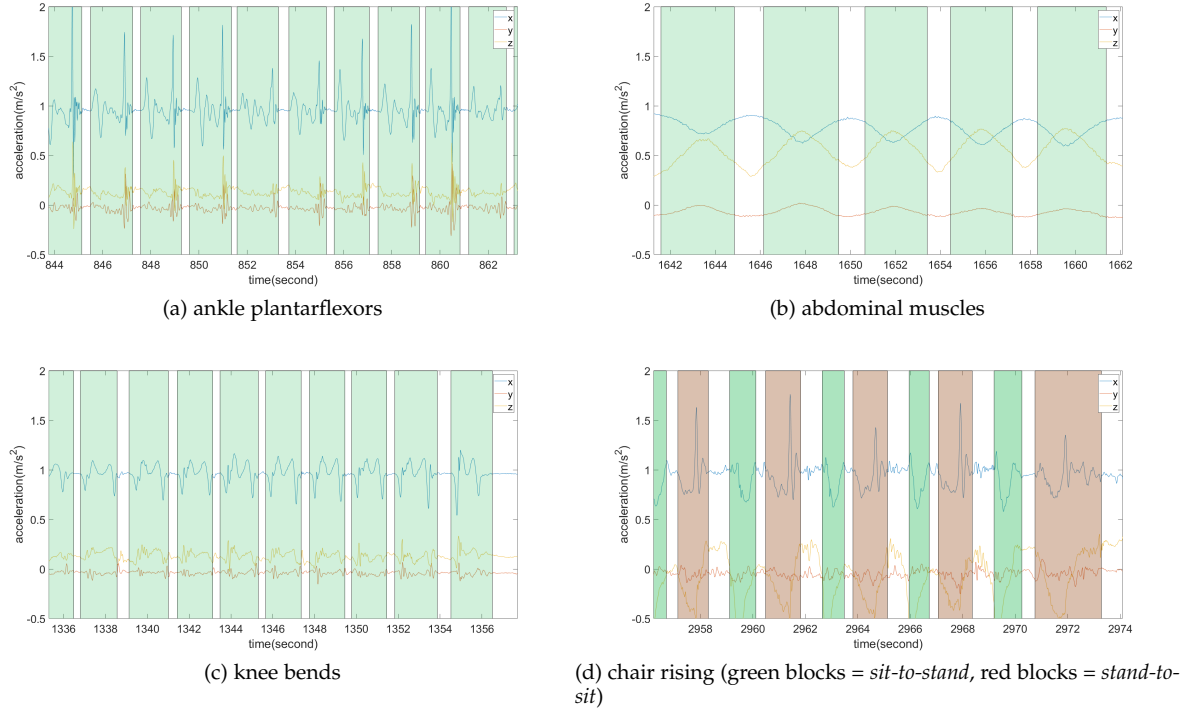 2
1.5
1
0.5
0
-0.5
acceleration(m/s²)
x
y
z
844 846 848 850 852 854 856 858 860 862
time(second)
(a) ankle plantarflexors
2
1.5
1
0.5
0
-0.5
acceleration(m/s²)
x
y
z
1642 1644 1646 1648 1650 1652 1654 1656 1658 1660 1662
time(second)
(b) abdominal muscles
2
1.5
1
0.5
0
-0.5
acceleration(m/s²)
x
y
z
1336 1338 1340 1342 1344 1346 1348 1350 1352 1354 1356
time(second)
(c) knee bends
2
1.5
1
0.5
0
-0.5
acceleration(m/s²)
x
y
z
2958 2960 2962 2964 2966 2968 2970 2972 2974
time(second)
(d) chair rising (green blocks = sit-to-stand, red blocks = stand-to-
sit)